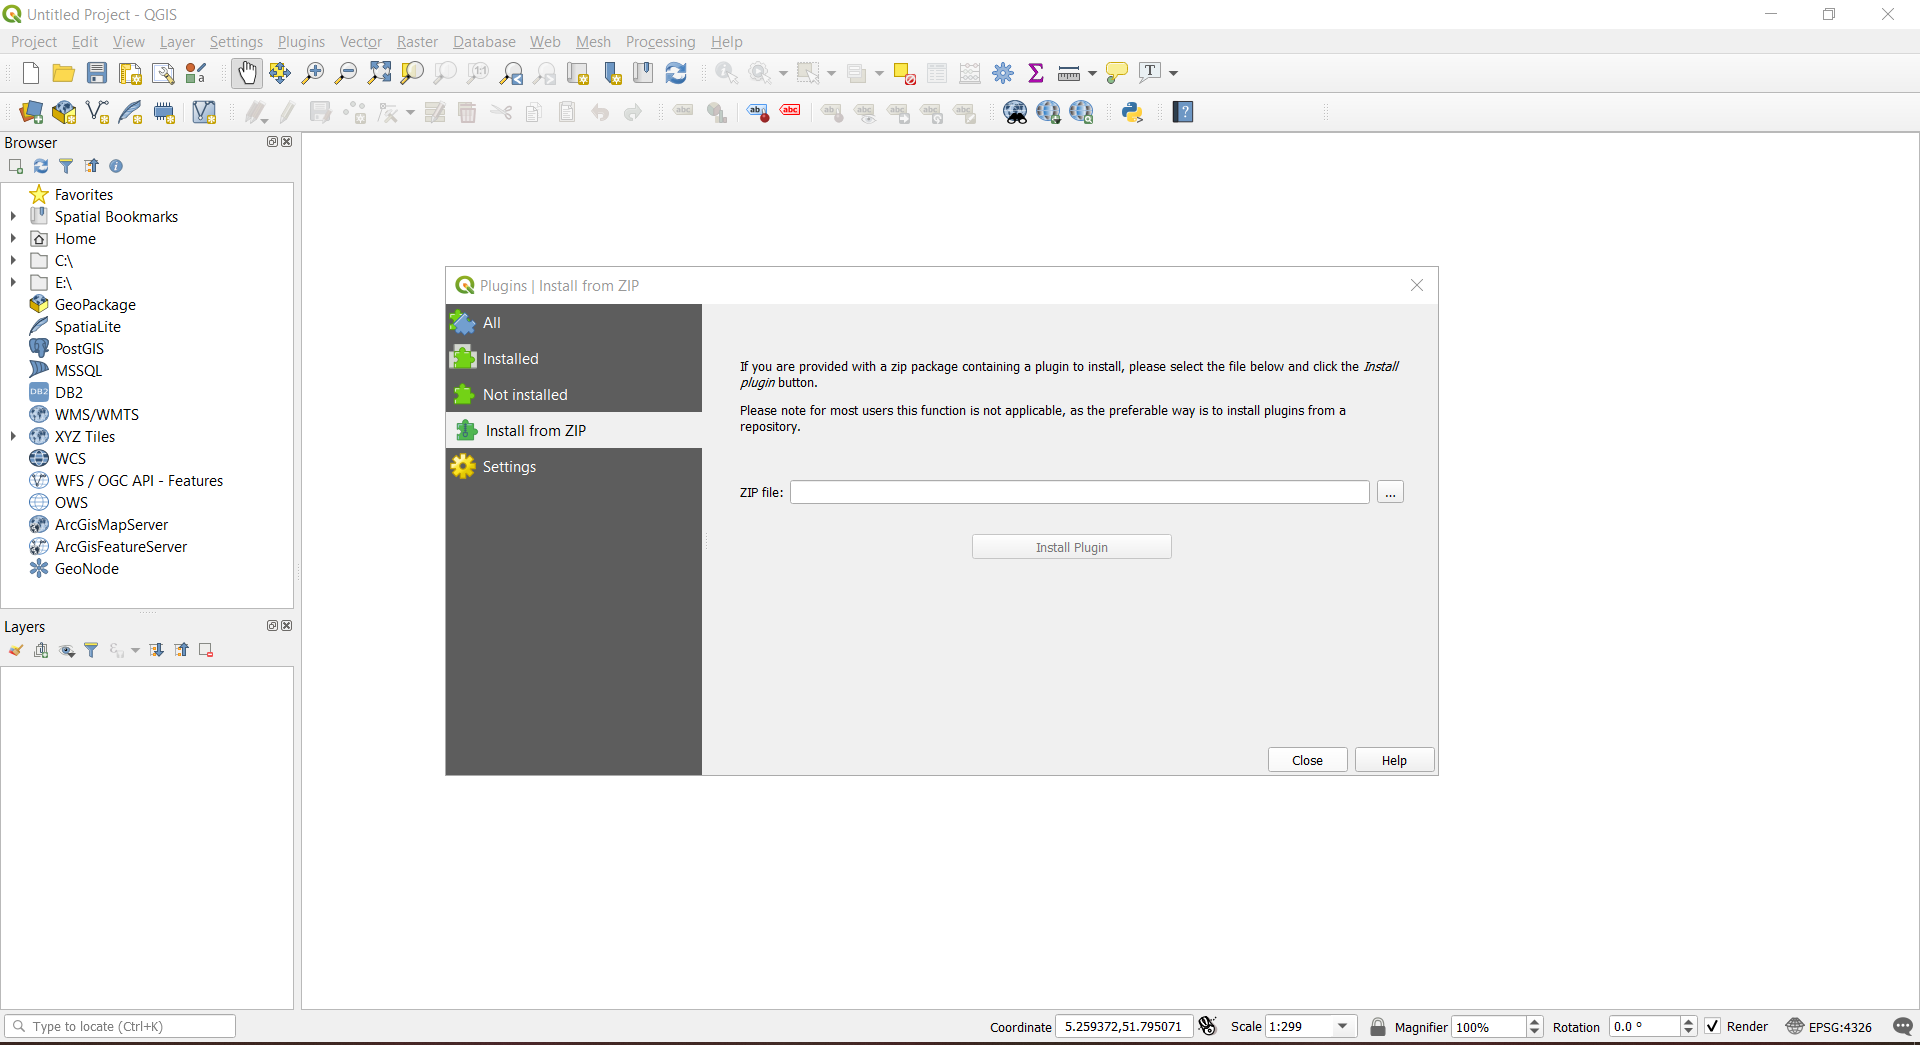 Untitled Project - QGIS
Project Edit View Layer Settings Plugins Vector Raster Database Web Mesh Processing Help
Browser
Favorites
Spatial Bookmarks
Home
C:\
E:\
GeoPackage
SpatiaLite
PostGIS
MSSQL
DB2
DB2
WMS/WMTS
XYZ Tiles
WCS
WFS / OGC API - Features
OWS
ArcGisMapServer
ArcGisFeatureServer
GeoNode
Layers
Plugins | Install from ZIP
All
Installed
Not installed
Install from ZIP
Settings
If you are provided with a zip package containing a plugin to install, please select the file below and click the Install
plugin button.
Please note for most users this function is not applicable, as the preferable way is to install plugins from a
repository.
ZIP file:
...
Install Plugin
Close Help
Type to locate (Ctrl+K)
Coordinate 5.259372,51.795071 Scale 1:299 Magnifier 100% Rotation 0.0 ° Render EPSG:4326